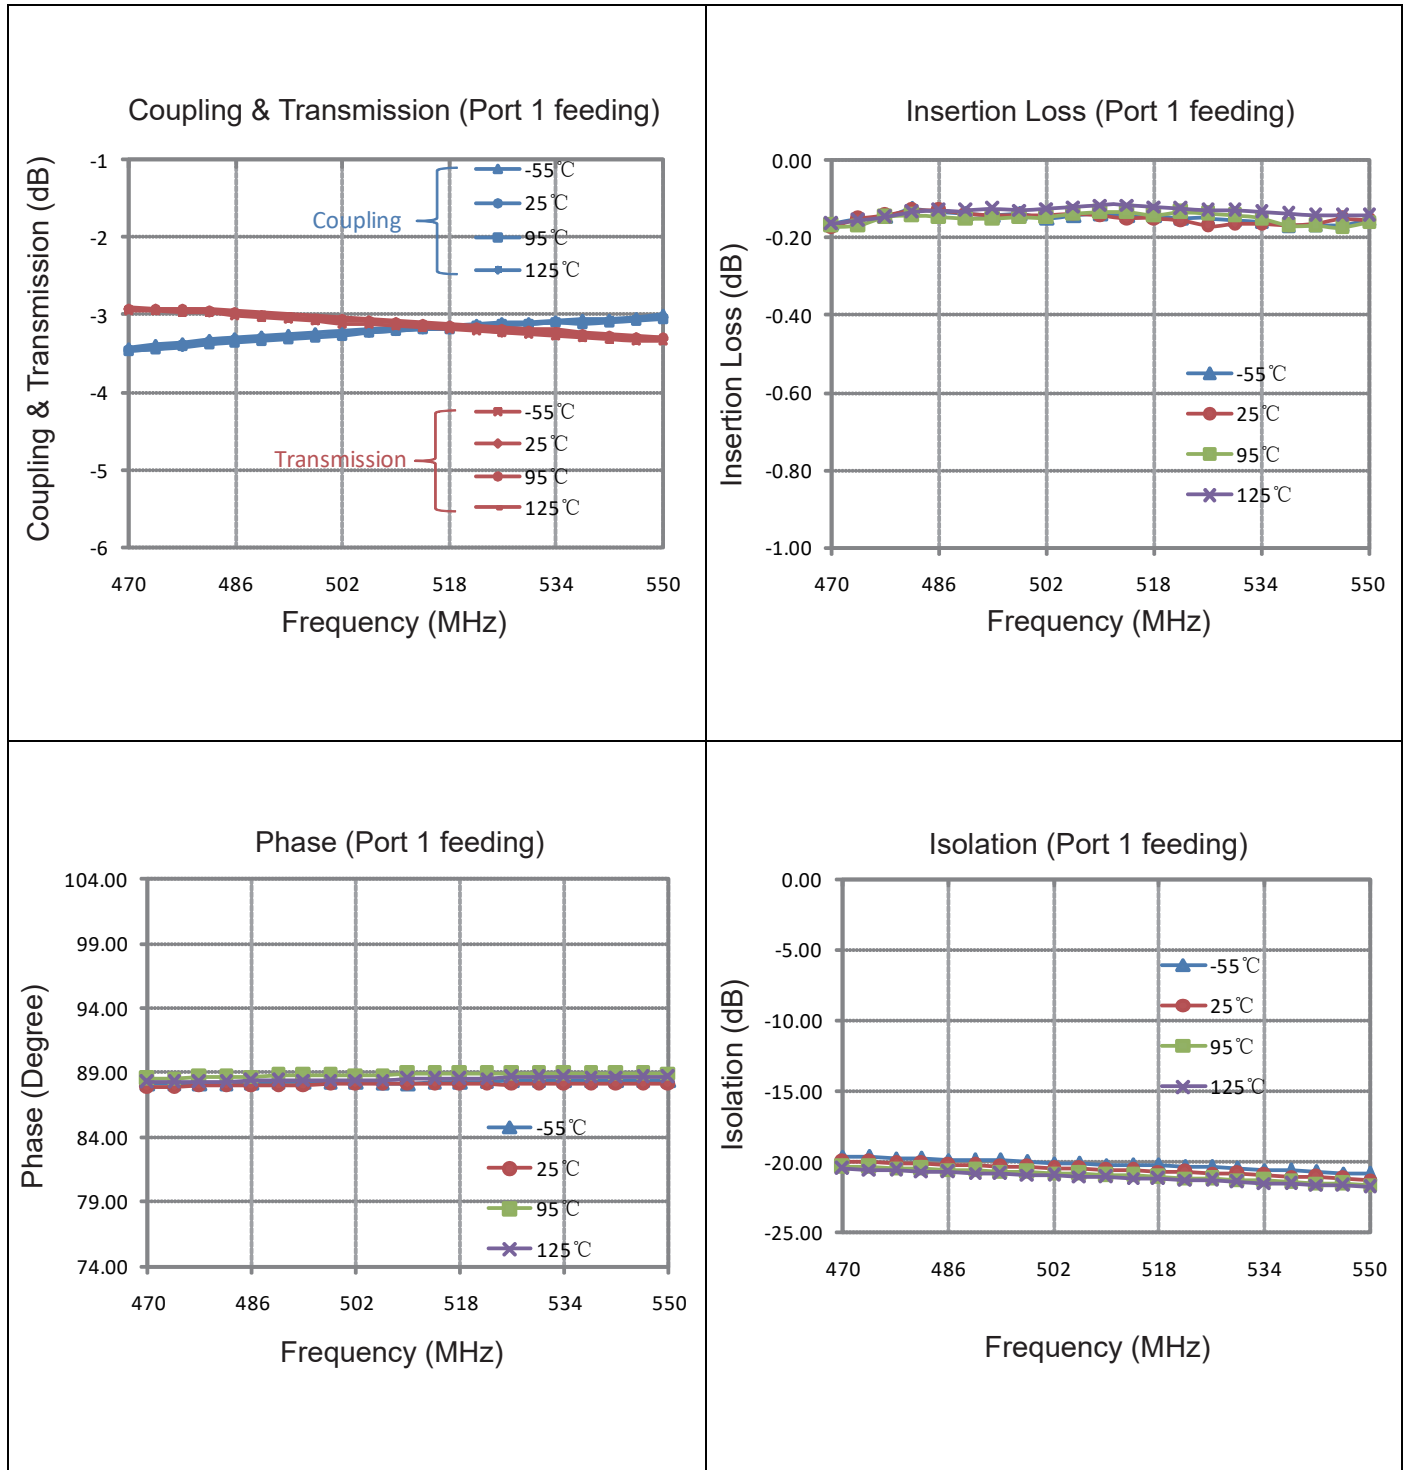 Coupling & Transmission (Port 1 feeding)
Coupling & Transmission (dB)
-1
-2
-3
-4
-5
-6
Coupling
-55℃
25℃
95℃
125℃
Transmission
-55℃
25℃
95℃
125℃
470 486 502 518 534 550
Frequency (MHz)
Insertion Loss (Port 1 feeding)
Insertion Loss (dB)
0.00
-0.20
-0.40
-0.60
-0.80
-1.00
-55℃
25℃
95℃
125℃
470 486 502 518 534 550
Frequency (MHz)
Phase (Port 1 feeding)
Phase (Degree)
104.00
99.00
94.00
89.00
84.00
79.00
74.00
-55℃
25℃
95℃
125℃
470 486 502 518 534 550
Frequency (MHz)
Isolation (Port 1 feeding)
Isolation (dB)
0.00
-5.00
-10.00
-15.00
-20.00
-25.00
-55℃
25℃
95℃
125℃
470 486 502 518 534 550
Frequency (MHz)